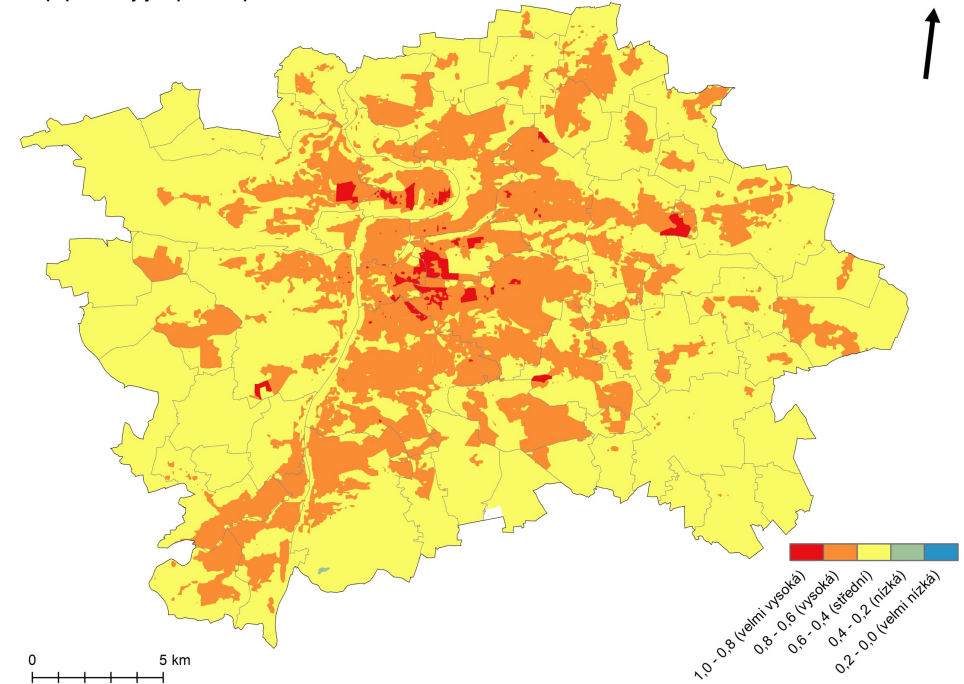 1,0 - 0,8 (velmi vysoká)
0,8 - 0,6 (vysoká)
0,6 - 0,4 (střední)
0,4 - 0,2 (nízká)
0,2 - 0,0 (velmi nízká)
0 5 km